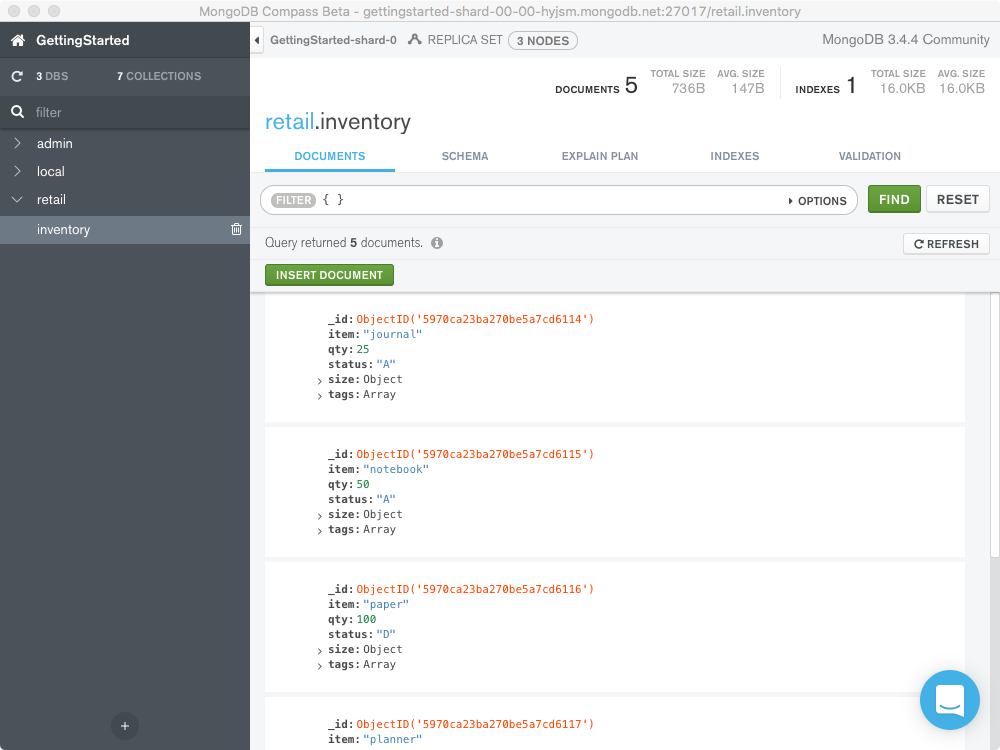 MongoDB Compass Beta - gettingstarted-shard-00-00-hyjsm.mongodb.net:27017/retail.inventory
GettingStarted
3 DBS 7 COLLECTIONS
filter
admin
local
retail
inventory
GettingStarted-shard-0 REPLICA SET 3 NODES MongoDB 3.4.4 Community
DOCUMENTS 5 TOTAL SIZE 736B AVG. SIZE 147B INDEXES 1 TOTAL SIZE 16.0KB AVG. SIZE 16.0KB
retail.inventory
DOCUMENTS SCHEMA EXPLAIN PLAN INDEXES VALIDATION
FILTER { } OPTIONS FIND RESET
Query returned 5 documents. REFRESH
INSERT DOCUMENT
_id: ObjectID('5970ca23ba270be5a7cd6114')
item: "journal"
qty: 25
status: "A"
size: Object
tags: Array
_id: ObjectID('5970ca23ba270be5a7cd6115')
item: "notebook"
qty: 50
status: "A"
size: Object
tags: Array
_id: ObjectID('5970ca23ba270be5a7cd6116')
item: "paper"
qty: 100
status: "D"
size: Object
tags: Array
_id: ObjectID('5970ca23ba270be5a7cd6117')
item: "planner"